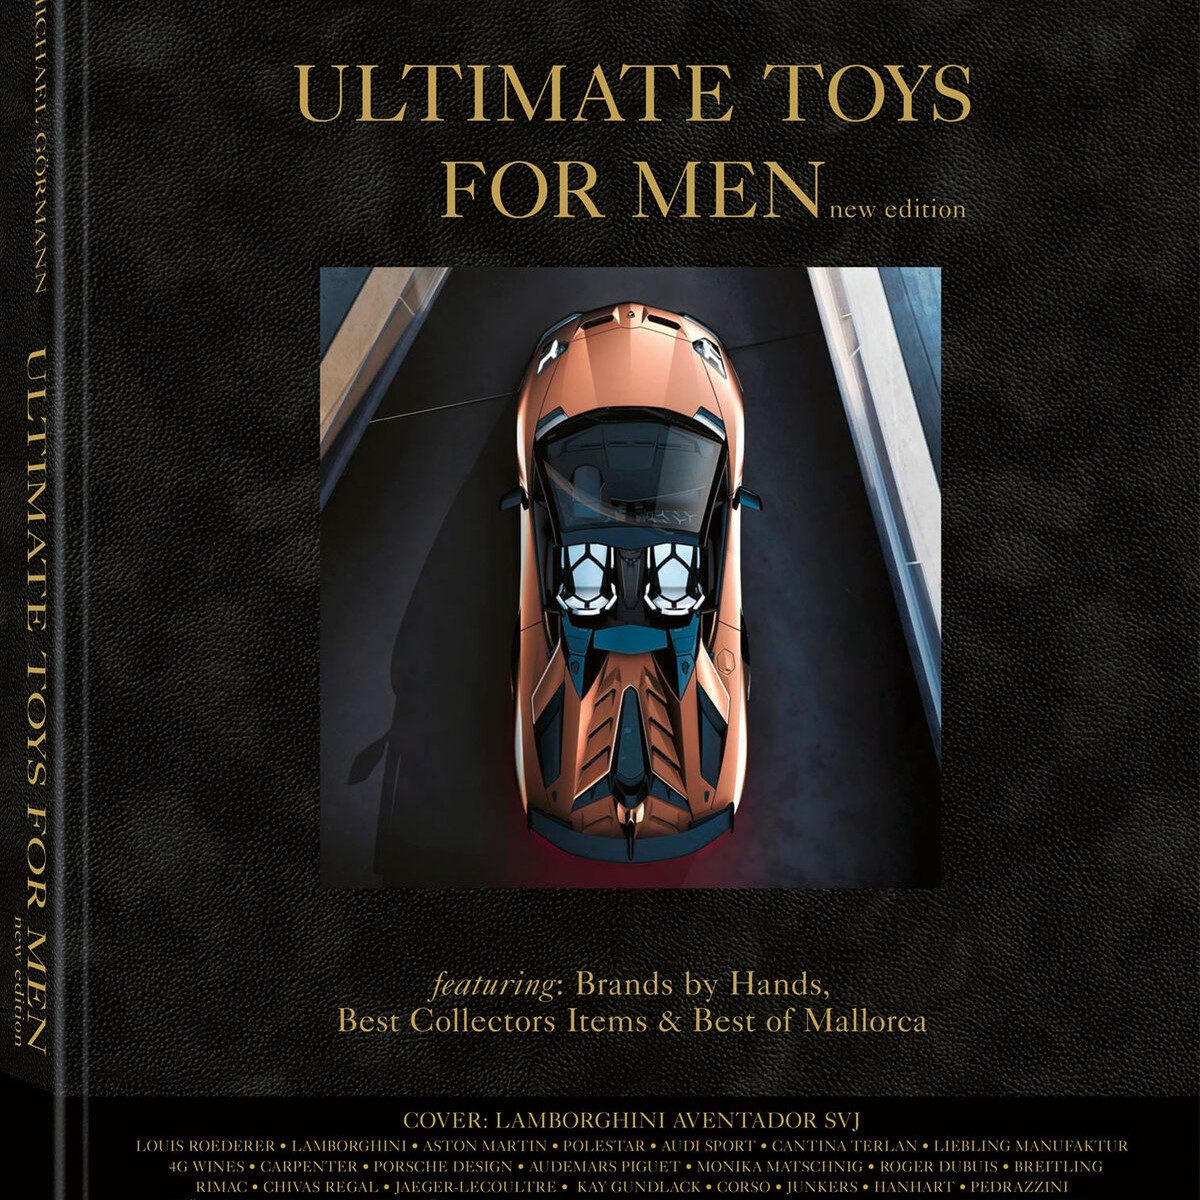 ULTIMATE TOYS
FOR MEN new edition
featuring: Brands by Hands,
Best Collectors Items & Best of Mallorca
COVER: LAMBORGHINI AVENTADOR SVJ
LOUIS ROEDERER • LAMBORGHINI • ASTON MARTIN • POLESTAR • AUDI SPORT • CANTINA TERLAN • LIEBLING MANUFAKTUR
4G WINES • CARPENTER • PORSCHE DESIGN • AUDEMARS PIGUET • MONIKA MATSCHNIG • ROGER DUBUIS • BREITLING
RIMAC • CHIVAS REGAL • JAEGER-LECOULTRE • KAY GUNDLACK • CORSO • JUNKERS • HANHART • PEDRAZZINI
MICHAEL GÖRMANN ULTIMATE TOYS FOR MEN
new edition